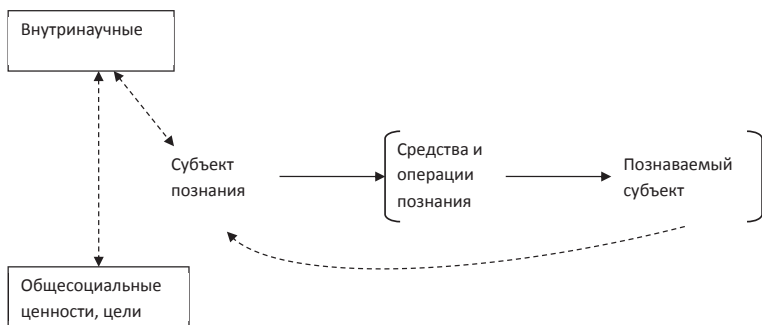 Внутринаучные
Субъект
познания
Средства и
операции
познания
Познаваемый
субъект
Общесоциальные
ценности, цели